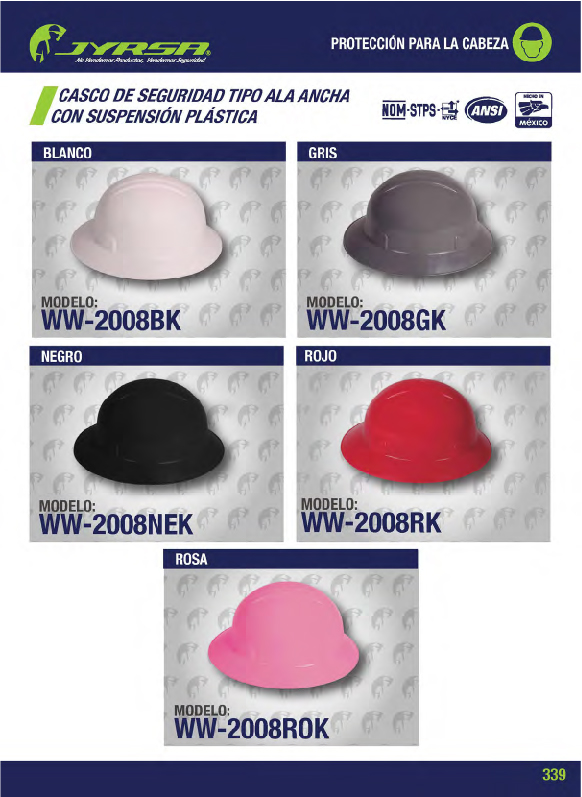 JYRSA®
No Vendemos Productos, Vendemos Seguridad
PROTECCIÓN PARA LA CABEZA
CASCO DE SEGURIDAD TIPO ALA ANCHA
CON SUSPENSIÓN PLÁSTICA
NOM-STPS-
NYCE
ANSI
HECHO EN
MÉXICO
BLANCO
MODELO:
WW-2008BK
GRIS
MODELO:
WW-2008GK
NEGRO
MODELO:
WW-2008NEK
ROJO
MODELO:
WW-2008RK
ROSA
MODELO:
WW-2008ROK
339